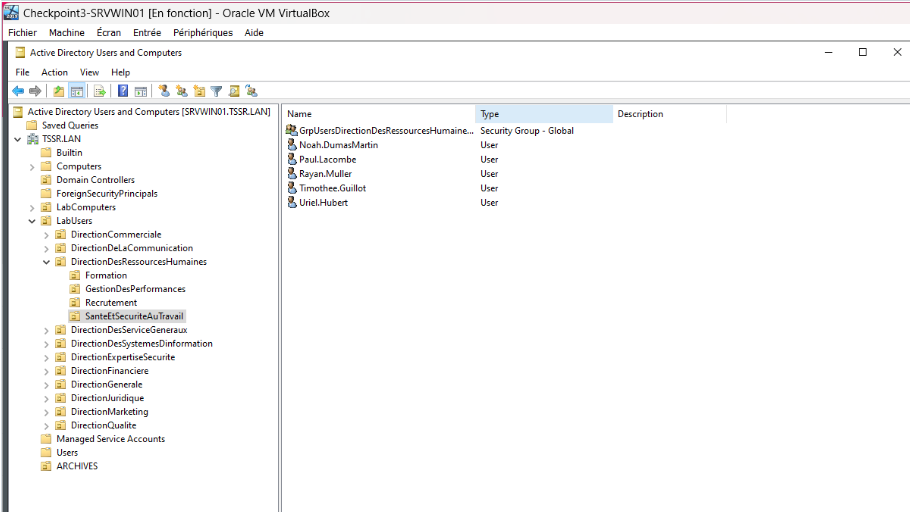 Checkpoint3-SRVWIN01 [En fonction] - Oracle VM VirtualBox
Fichier Machine Écran Entrée Périphériques Aide
Active Directory Users and Computers
File Action View Help
Active Directory Users and Computers [SRVWIN01.TSSR.LAN]
Saved Queries
TSSR.LAN
Builtin
Computers
Domain Controllers
ForeignSecurityPrincipals
LabComputers
LabUsers
DirectionCommerciale
DirectionDeLaCommunication
DirectionDesRessourcesHumaines
Formation
GestionDesPerformances
Recrutement
SanteEtSecuriteAuTravail
DirectionDesServiceGeneraux
DirectionDesSystemesDinformation
DirectionExpertiseSecurite
DirectionFinanciere
DirectionGenerale
DirectionJuridique
DirectionMarketing
DirectionQualite
Managed Service Accounts
Users
ARCHIVES
Name Type Description
GrpUsersDirectionDesRessourcesHumaine... Security Group - Global
Noah.DumasMartin User
Paul.Lacombe User
Rayan.Muller User
Timothee.Guillot User
Uriel.Hubert User